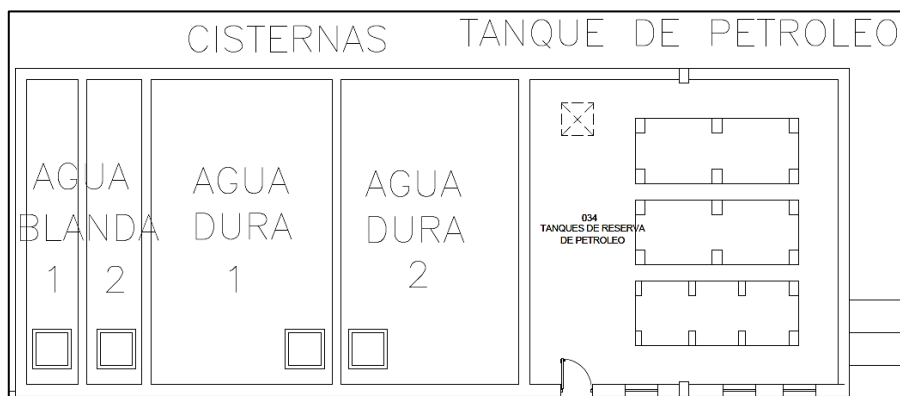 CISTERNAS
TANQUE DE PETROLEO
AGUA
BLANDA
1 2
AGUA
DURA
1
AGUA
DURA
2
034
TANQUES DE RESERVA
DE PETROLEO